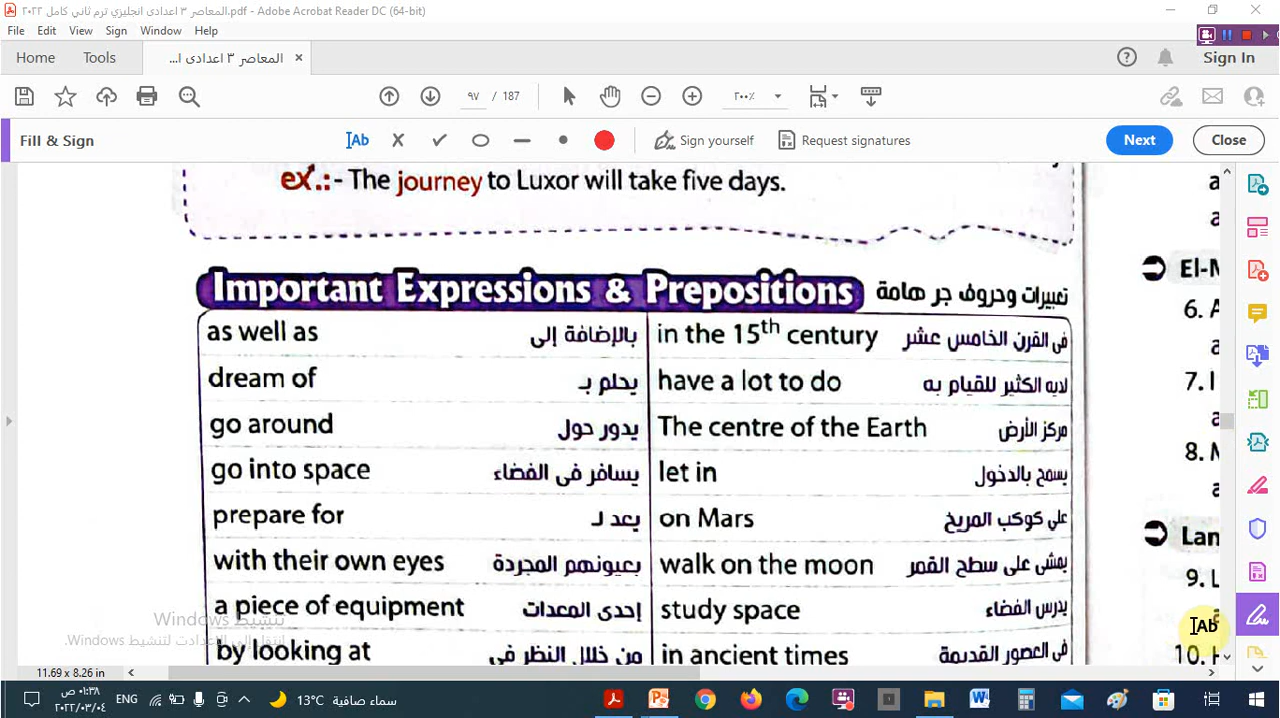 المعاصر ٣ اعدادى انجليزي ترم ثاني كامل ٢٠٢٢.pdf - Adobe Acrobat Reader DC (64-bit)
File Edit View Sign Window Help
Home Tools المعاصر ٣ اعدادى ا... × Sign In
٩٧ / 187 ٢٠٠٪
Fill & Sign Ab Sign yourself Request signatures Next Close
ex.:- The journey to Luxor will take five days.
Important Expressions & Prepositions تعبيرات وحروف جر هامة
as well as بالإضافة إلى in the 15th century فى القرن الخامس عشر
dream of يحلم بـ have a lot to do لديه الكثير للقيام به
go around يدور حول The centre of the Earth مركز الأرض
go into space يسافر فى الفضاء let in يسمح بالدخول
prepare for يعد لـ on Mars علي كوكب المريخ
with their own eyes بعيونهم المجردة walk on the moon يمشى على سطح القمر
a piece of equipment إحدى المعدات study space يدرس الفضاء
by looking at من خلال النظر فى in ancient times فى العصور القديمة
a
a
El-M
6. A
a
7. I
a
8. M
a
Lan
9. L
10. H
تنشيط Windows
انتقل إلى الإعدادات لتنشيط Windows.
Ab
11.69 x 8.26 in
٠١:٣٨ ص ENG 13°C سماء صافية
٢٠٢٢/٠٣/٠٤